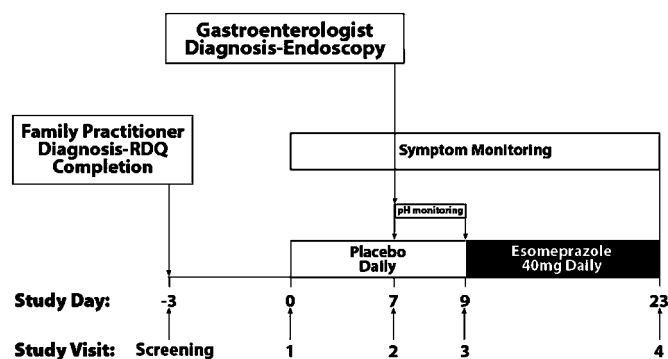 Gastroenterologist
Diagnosis-Endoscopy
Family Practitioner
Diagnosis-RDQ
Completion
Symptom Monitoring
pH monitoring
Placebo
Daily
Esomeprazole
40mg Daily
Study Day: -3 0 7 9 23
Study Visit: Screening 1 2 3 4